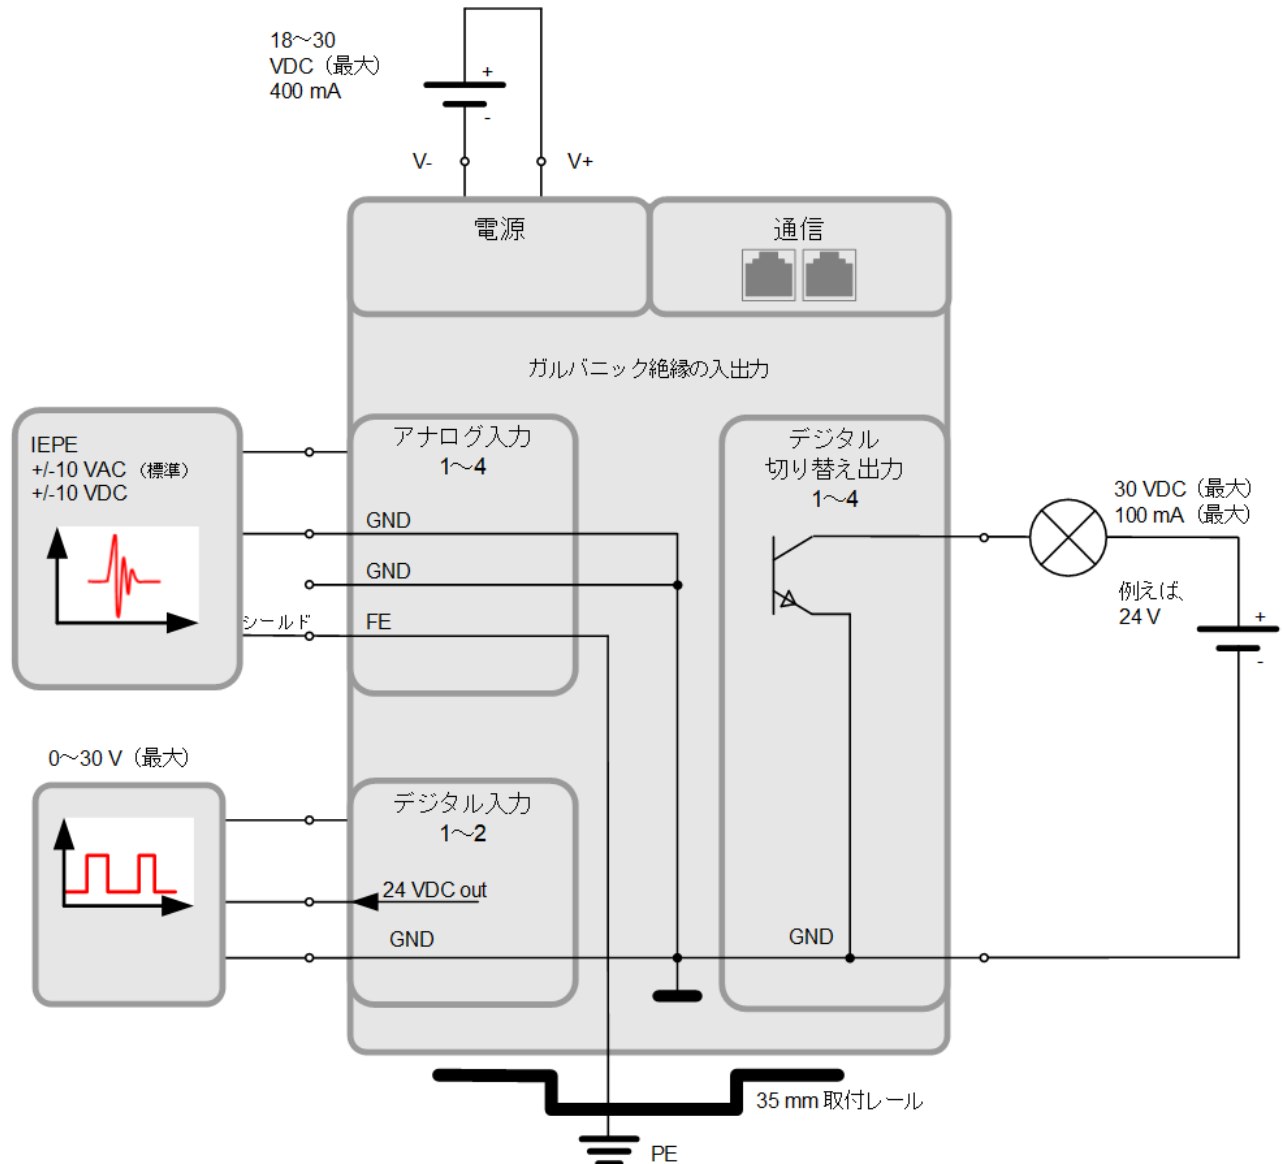 18～30
VDC（最大）
400 mA
+
-
V-
V+
電源
通信
ガルバニック絶縁の入出力
IEPE
+/-10 VAC（標準）
+/-10 VDC
アナログ入力
1～4
GND
GND
シールド
FE
デジタル
切り替え出力
1～4
30 VDC（最大）
100 mA（最大）
例えば、
24 V
+
-
0～30 V（最大）
デジタル入力
1～2
24 VDC out
GND
GND
35 mm 取付レール
PE